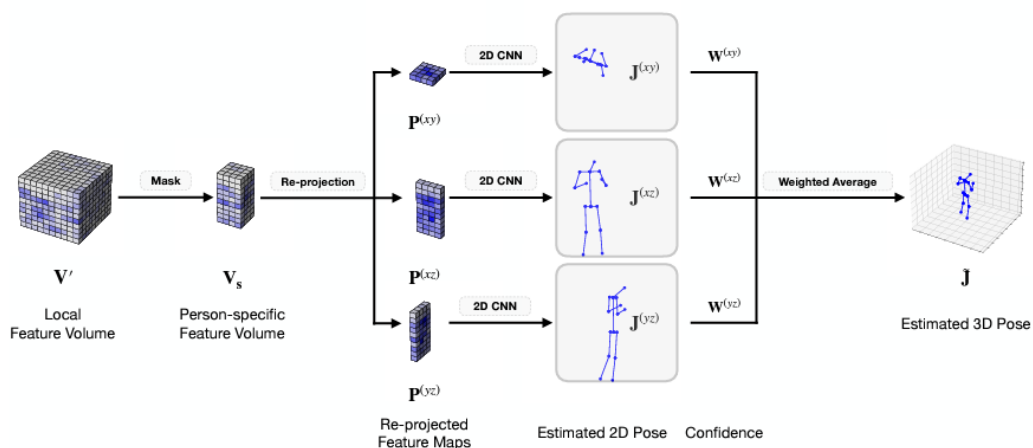 2D CNN
W^(xy)
J^(xy)
P^(xy)
Mask
Re-projection
2D CNN
W^(xz)
J^(xz)
Weighted Average
V′
V_s
P^(xz)
J̃
Local
Feature Volume
Person-specific
Feature Volume
2D CNN
W^(yz)
J^(yz)
Estimated 3D Pose
P^(yz)
Re-projected
Feature Maps
Estimated 2D Pose
Confidence